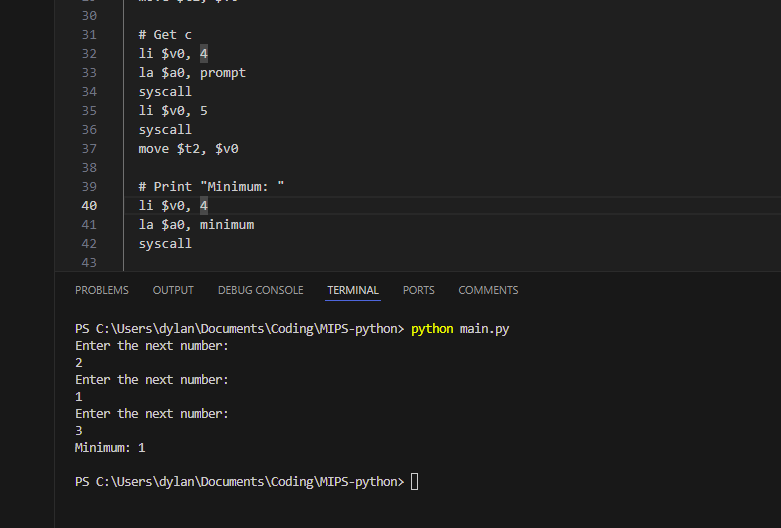 30
31 # Get c
32 li $v0, 4
33 la $a0, prompt
34 syscall
35 li $v0, 5
36 syscall
37 move $t2, $v0
38
39 # Print "Minimum: "
40 li $v0, 4
41 la $a0, minimum
42 syscall
43
PROBLEMS OUTPUT DEBUG CONSOLE TERMINAL PORTS COMMENTS
PS C:\Users\dylan\Documents\Coding\MIPS-python> python main.py
Enter the next number:
2
Enter the next number:
1
Enter the next number:
3
Minimum: 1
PS C:\Users\dylan\Documents\Coding\MIPS-python>